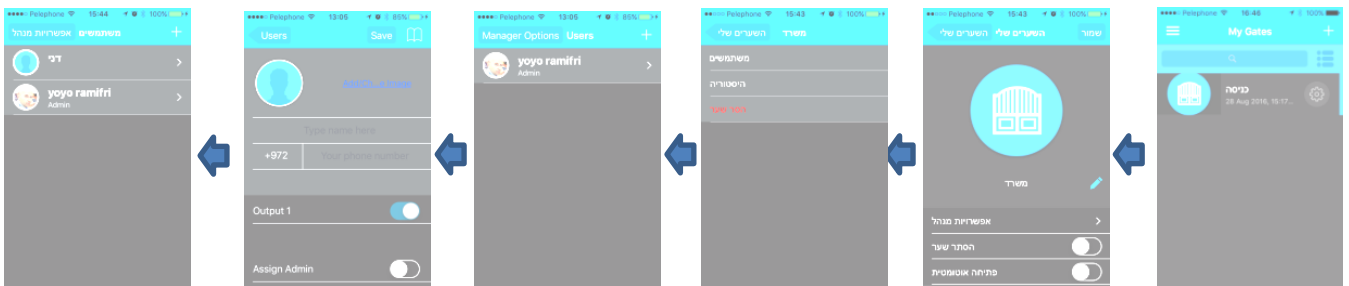 Pelephone 16:46 100%
My Gates +
כניסה
28 Aug 2016, 15:17...
Pelephone 15:43 100%
השערים שלי השערים שלי שמור
משרד
אפשרויות מנהל
הסתר שער
פתיחה אוטומטית
Pelephone 15:43 100%
השערים שלי משרד
משתמשים
היסטוריה
Pelephone 13:05 85%
Manager Options Users +
yoyo ramifri
Admin
Pelephone 13:05 85%
Users Save
Type name here
+972 Your phone number
Output 1
Assign Admin
Pelephone 15:44 100%
אפשרויות מנהל משתמשים +
דני
yoyo ramifri
Admin